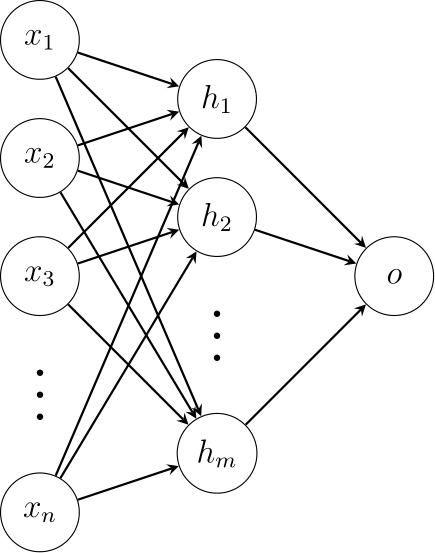 x₁
x₂
x₃
xₙ
h₁
h₂
hₘ
o